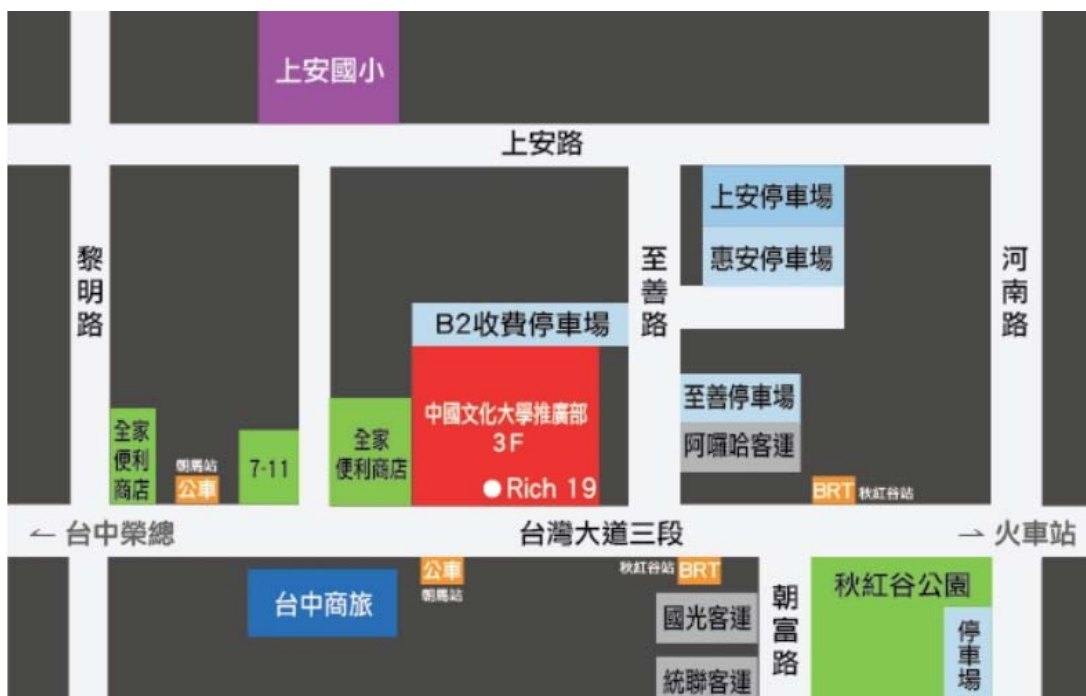 上安國小
上安路
上安停車場
惠安停車場
黎明路
至善路
河南路
B2收費停車場
中國文化大學推廣部
3F
Rich 19
至善停車場
阿囉哈客運
全家
便利
商店
朝馬站
公車
7-11
全家
便利商店
BRT 秋紅谷站
← 台中榮總
台灣大道三段
→ 火車站
公車
朝馬站
秋紅谷站 BRT
台中商旅
國光客運
統聯客運
朝富路
秋紅谷公園
停車場